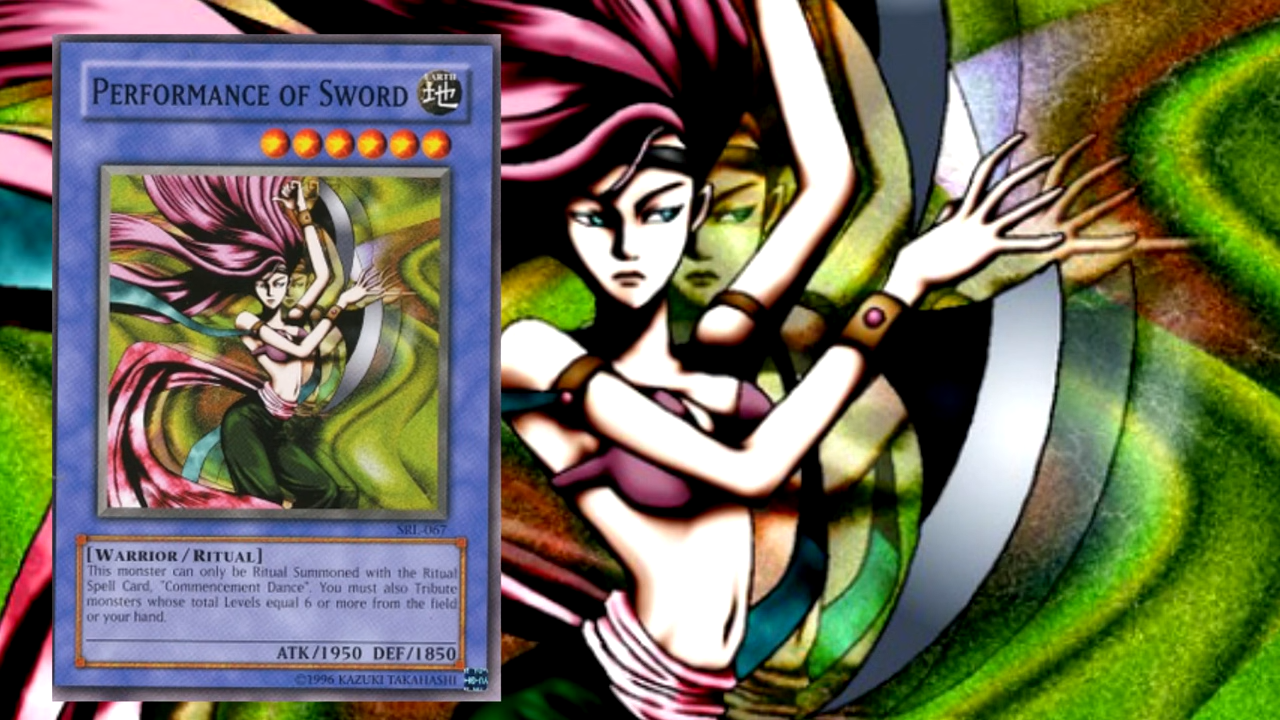 PERFORMANCE OF SWORD
EARTH
地
SRL-067
[WARRIOR/RITUAL]
This monster can only be Ritual Summoned with the Ritual
Spell Card, "Commencement Dance". You must also Tribute
monsters whose total Levels equal 6 or more from the field
or your hand.
ATK/1950 DEF/1850
©1996 KAZUKI TAKAHASHI